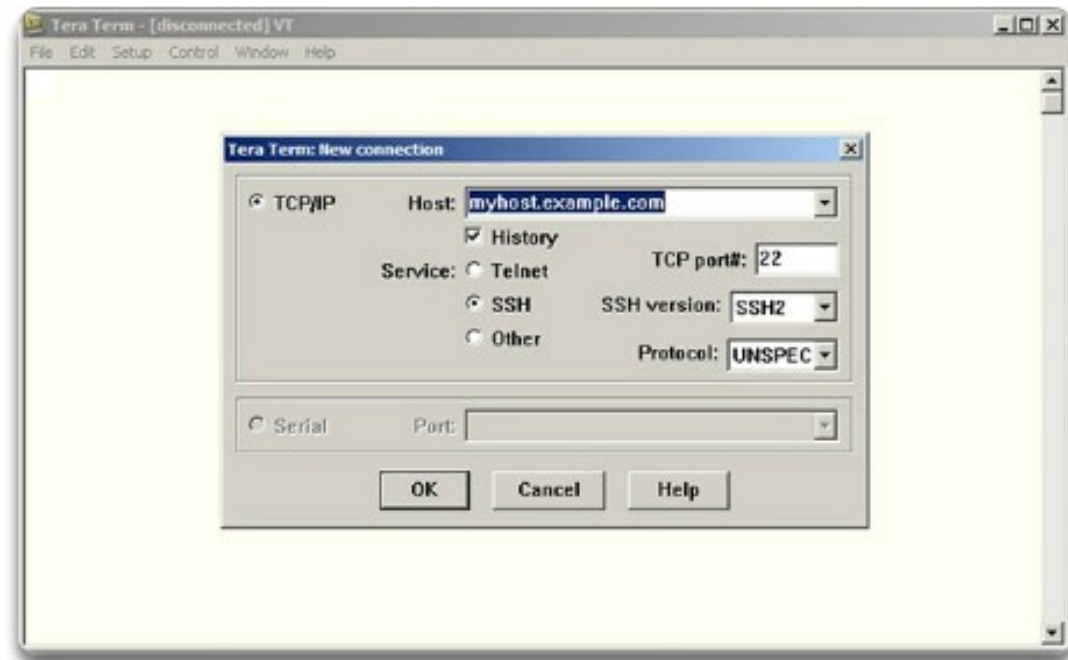 Tera Term - [disconnected] VT
File Edit Setup Control Window Help
Tera Term: New connection
TCP/IP Host: myhost.example.com
History
Service: Telnet TCP port#: 22
SSH SSH version: SSH2
Other Protocol: UNSPEC
Serial Port:
OK Cancel Help